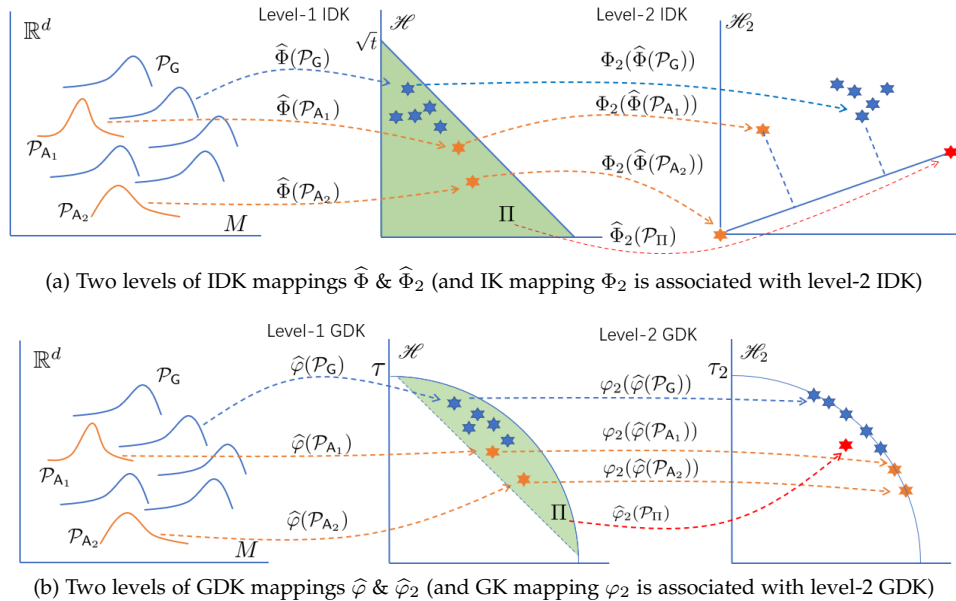 Level-1 IDK
Level-2 IDK
ℝ^d
ℋ
ℋ₂
√t
𝒫_G
Φ̂(𝒫_G)
Φ₂(Φ̂(𝒫_G))
Φ̂(𝒫_A₁)
Φ₂(Φ̂(𝒫_A₁))
𝒫_A₁
Φ₂(Φ̂(𝒫_A₂))
Φ̂(𝒫_A₂)
𝒫_A₂
M
Π
Φ̂₂(𝒫_Π)
(a) Two levels of IDK mappings Φ̂ & Φ̂₂ (and IK mapping Φ₂ is associated with level-2 IDK)
Level-1 GDK
Level-2 GDK
ℝ^d
ℋ
ℋ₂
τ
τ₂
𝒫_G
φ̂(𝒫_G)
φ₂(φ̂(𝒫_G))
φ̂(𝒫_A₁)
φ₂(φ̂(𝒫_A₁))
𝒫_A₁
φ₂(φ̂(𝒫_A₂))
φ̂(𝒫_A₂)
𝒫_A₂
M
Π
φ̂₂(𝒫_Π)
(b) Two levels of GDK mappings φ̂ & φ̂₂ (and GK mapping φ₂ is associated with level-2 GDK)